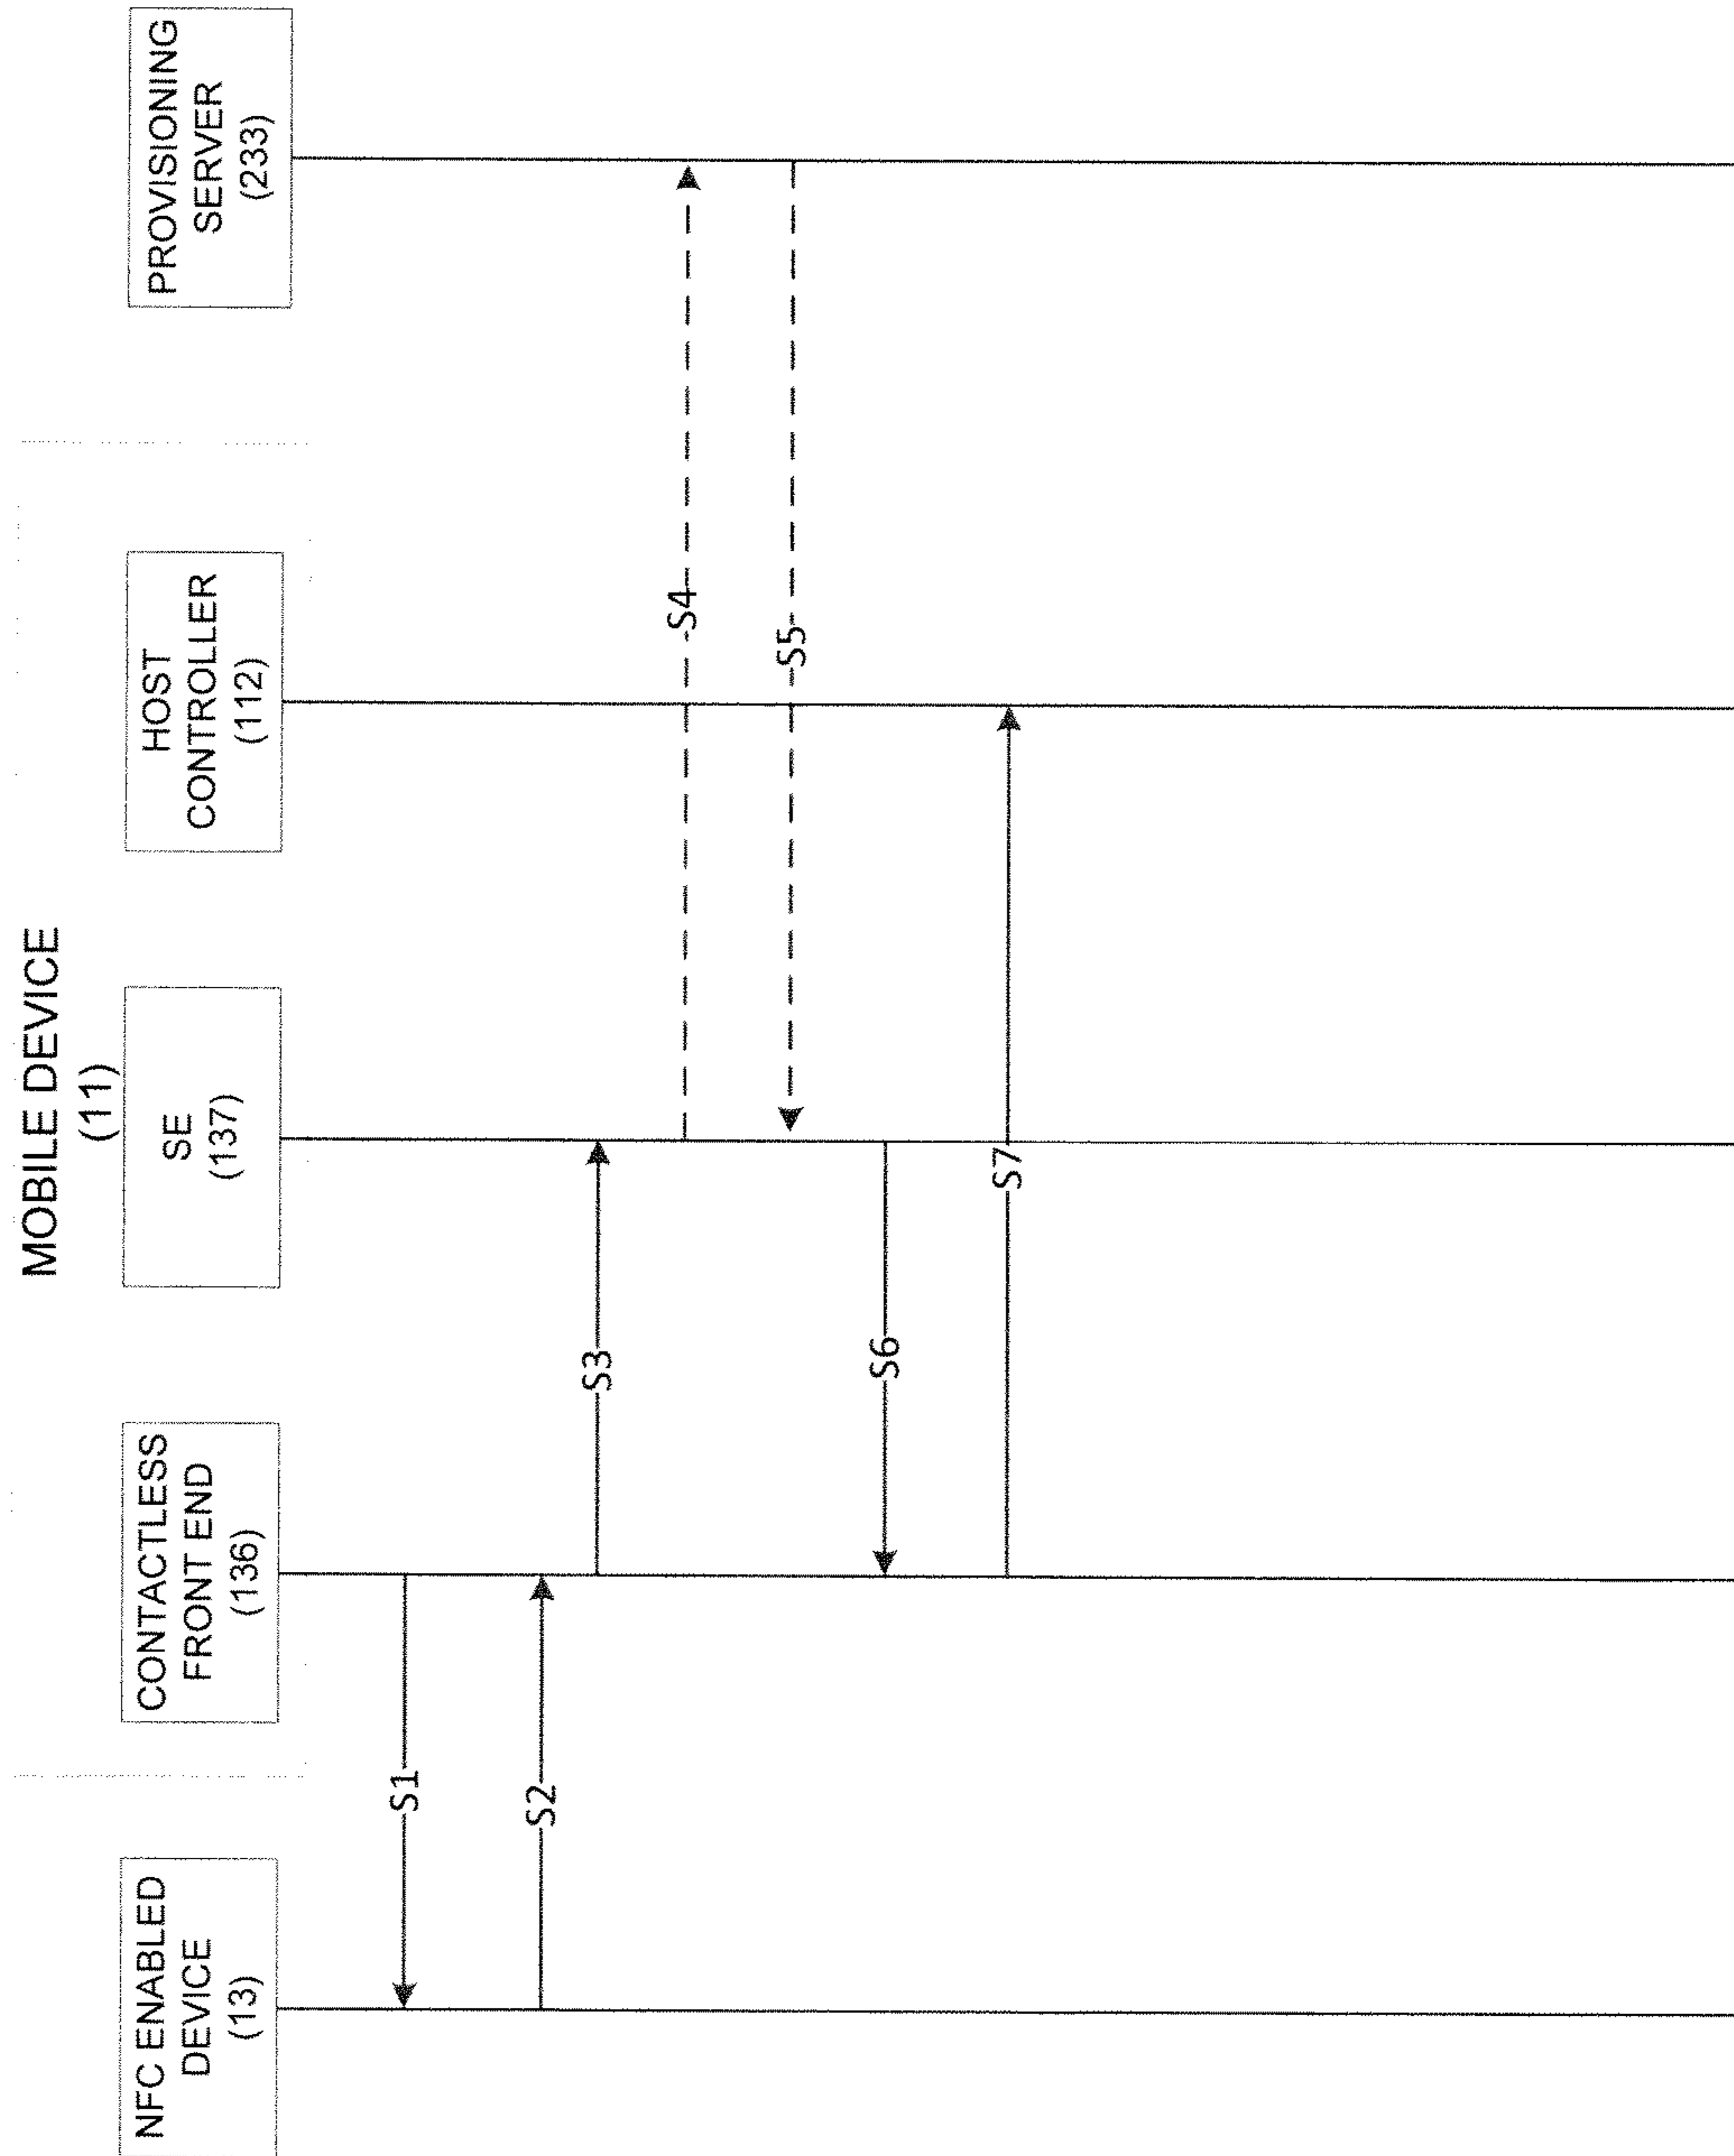 MOBILE DEVICE
(11)
NFC ENABLED
DEVICE
(13)
CONTACTLESS
FRONT END
(136)
SE
(137)
HOST
CONTROLLER
(112)
PROVISIONING
SERVER
(233)
S1
S2
S3
S4
S5
S6
S7